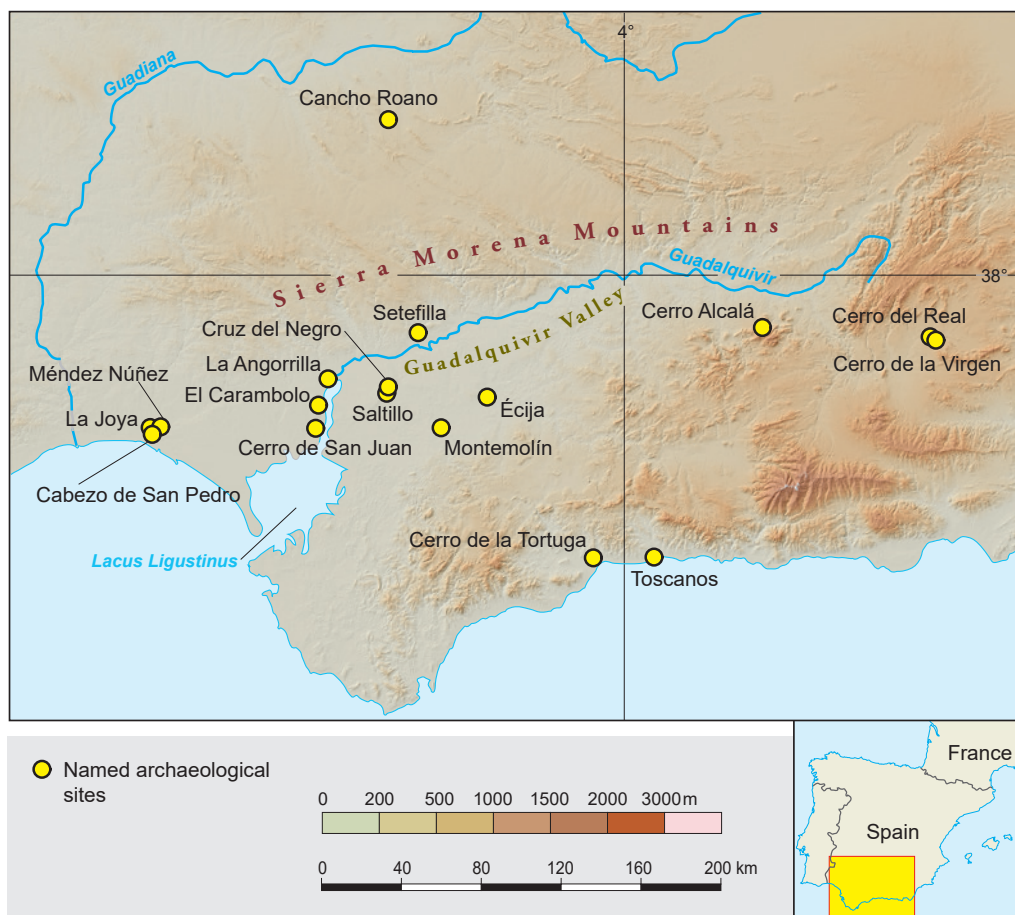 4°
Guadiana
Cancho Roano
Sierra Morena Mountains
Guadalquivir
38°
Setefilla
Cruz del Negro
Guadalquivir Valley
Cerro Alcalá
Cerro del Real
La Angorrilla
Cerro de la Virgen
Méndez Núñez
El Carambolo
Saltillo
Écija
La Joya
Cerro de San Juan
Montemolín
Cabezo de San Pedro
Cerro de la Tortuga
Lacus Ligustinus
Toscanos
Named archaeological
sites
0 200 500 1000 1500 2000 3000m
0 40 80 120 160 200 km
France
Spain